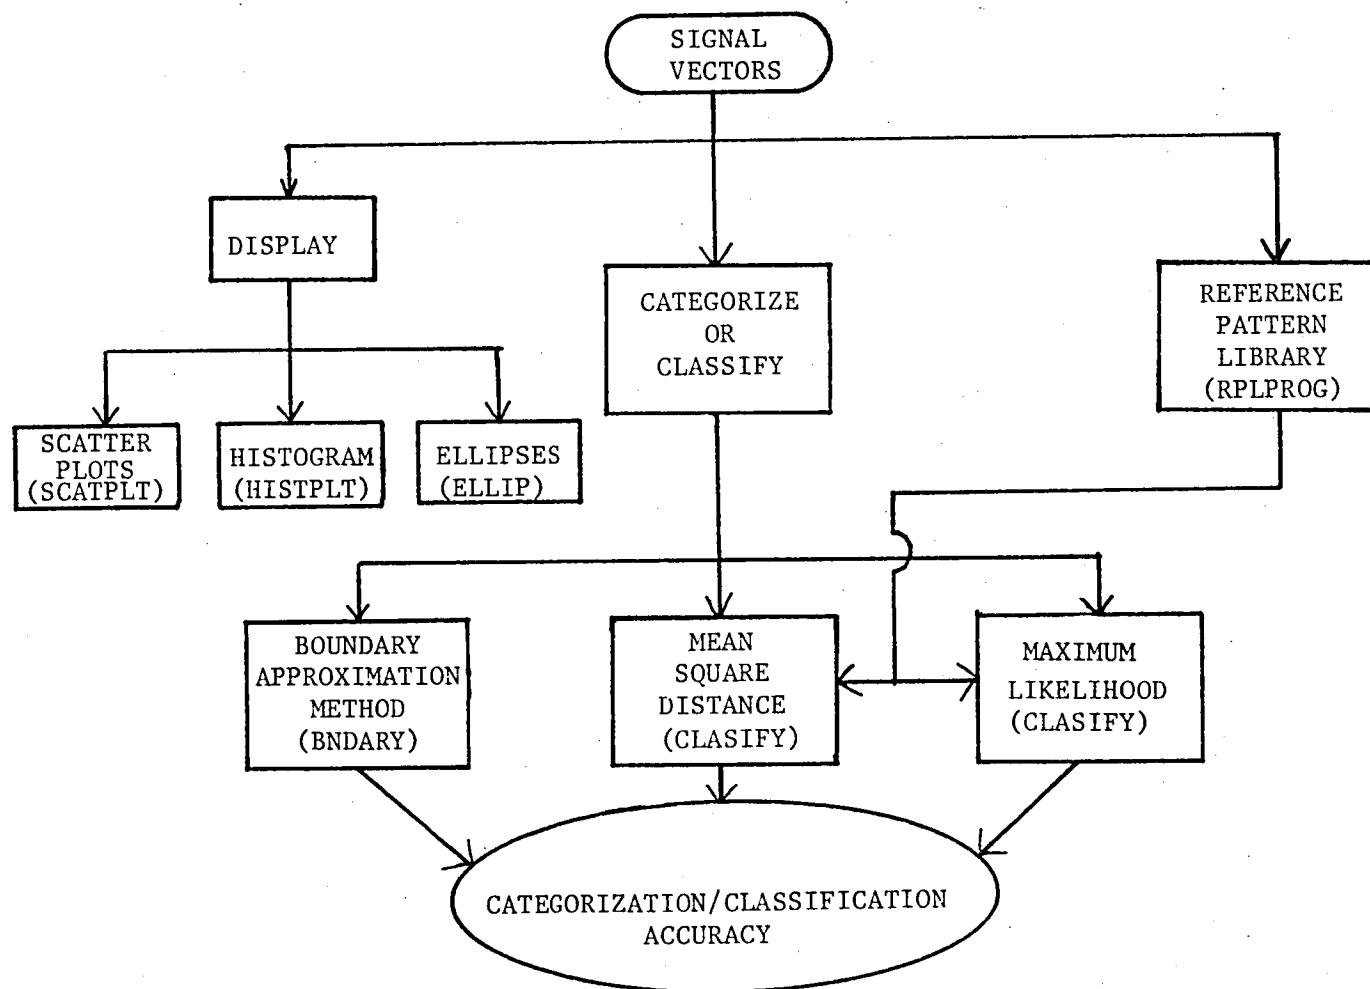 SIGNAL
VECTORS
DISPLAY
CATEGORIZE
OR
CLASSIFY
REFERENCE
PATTERN
LIBRARY
(RPLPROG)
SCATTER
PLOTS
(SCATPLT)
HISTOGRAM
(HISTPLT)
ELLIPSES
(ELLIP)
BOUNDARY
APPROXIMATION
METHOD
(BNDARY)
MEAN
SQUARE
DISTANCE
(CLASIFY)
MAXIMUM
LIKELIHOOD
(CLASIFY)
CATEGORIZATION/CLASSIFICATION
ACCURACY